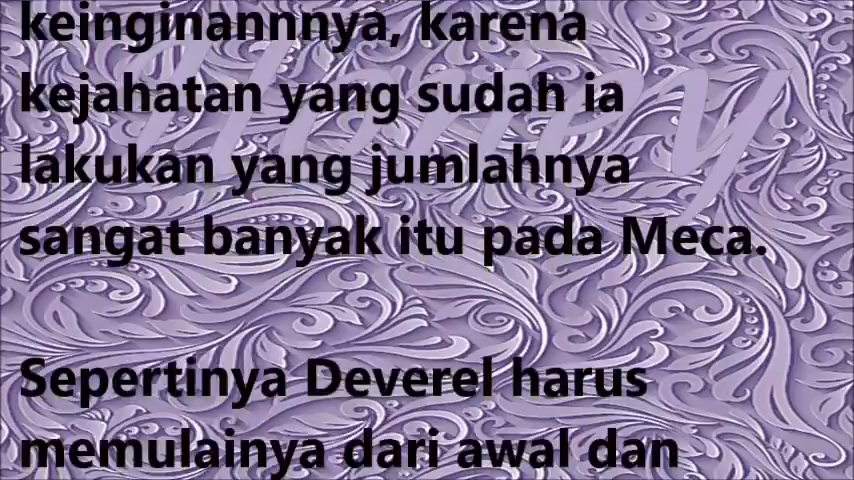 keinginannnya, karena
Honey
kejahatan yang sudah ia
lakukan yang jumlahnya
sangat banyak itu pada Meca.
Sepertinya Deverel harus
memulainya dari awal dan